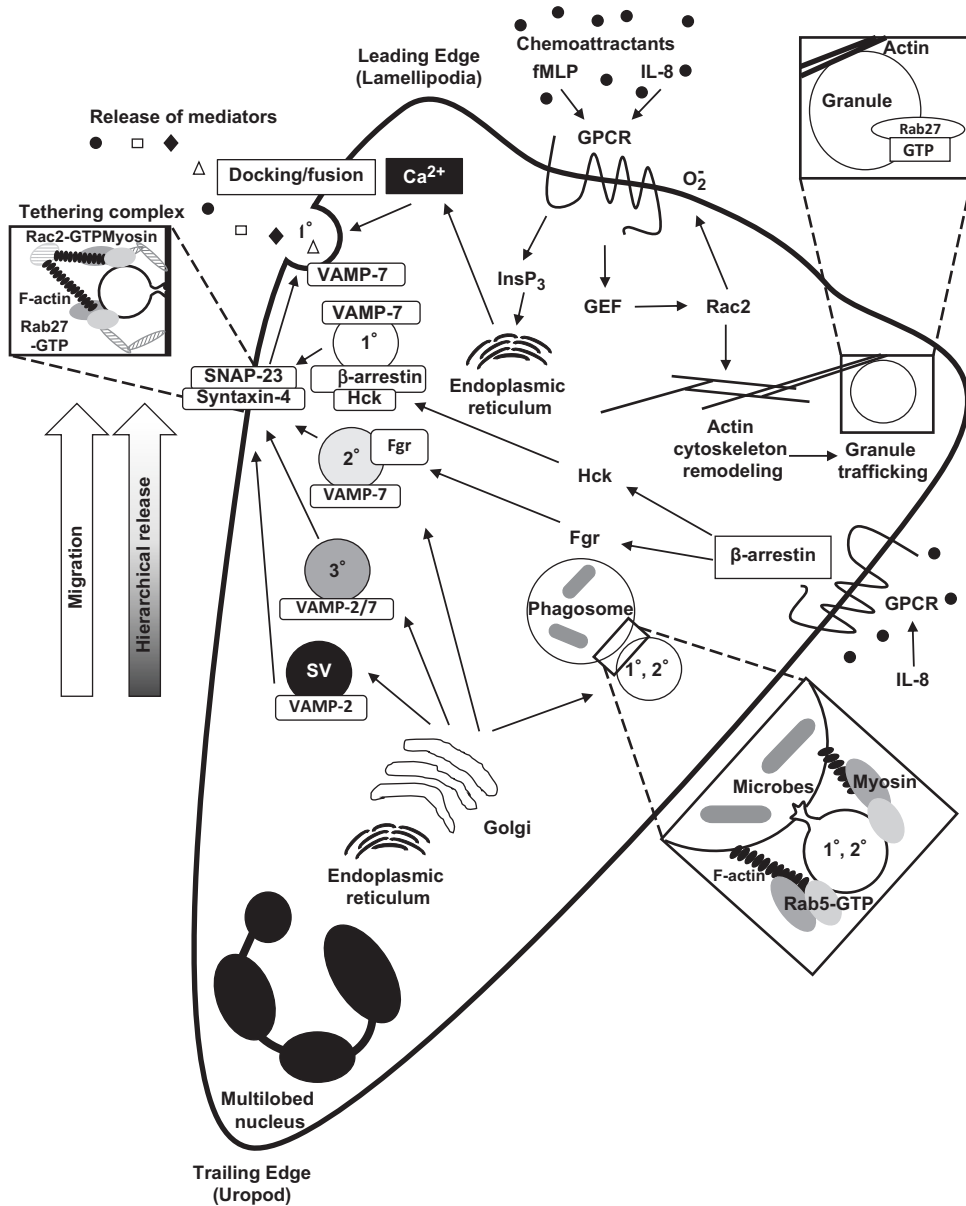 Chemoattractants
fMLP
IL-8
Leading Edge
(Lamellipodia)
GPCR
Actin
Granule
Rab27
GTP
Release of mediators
Docking/fusion
Ca2+
O2-
Tethering complex
Rac2-GTPMyosin
F-actin
Rab27
-GTP
1°
VAMP-7
InsP3
GEF
Rac2
VAMP-7
1°
β-arrestin
Hck
SNAP-23
Syntaxin-4
Endoplasmic
reticulum
Actin
cytoskeleton
remodeling
Granule
trafficking
2°
Fgr
VAMP-7
Hck
Fgr
β-arrestin
Migration
Hierarchical release
3°
VAMP-2/7
Phagosome
1°, 2°
GPCR
IL-8
SV
VAMP-2
Golgi
Endoplasmic
reticulum
Microbes
Myosin
1°, 2°
F-actin
Rab5-GTP
Multilobed
nucleus
Trailing Edge
(Uropod)